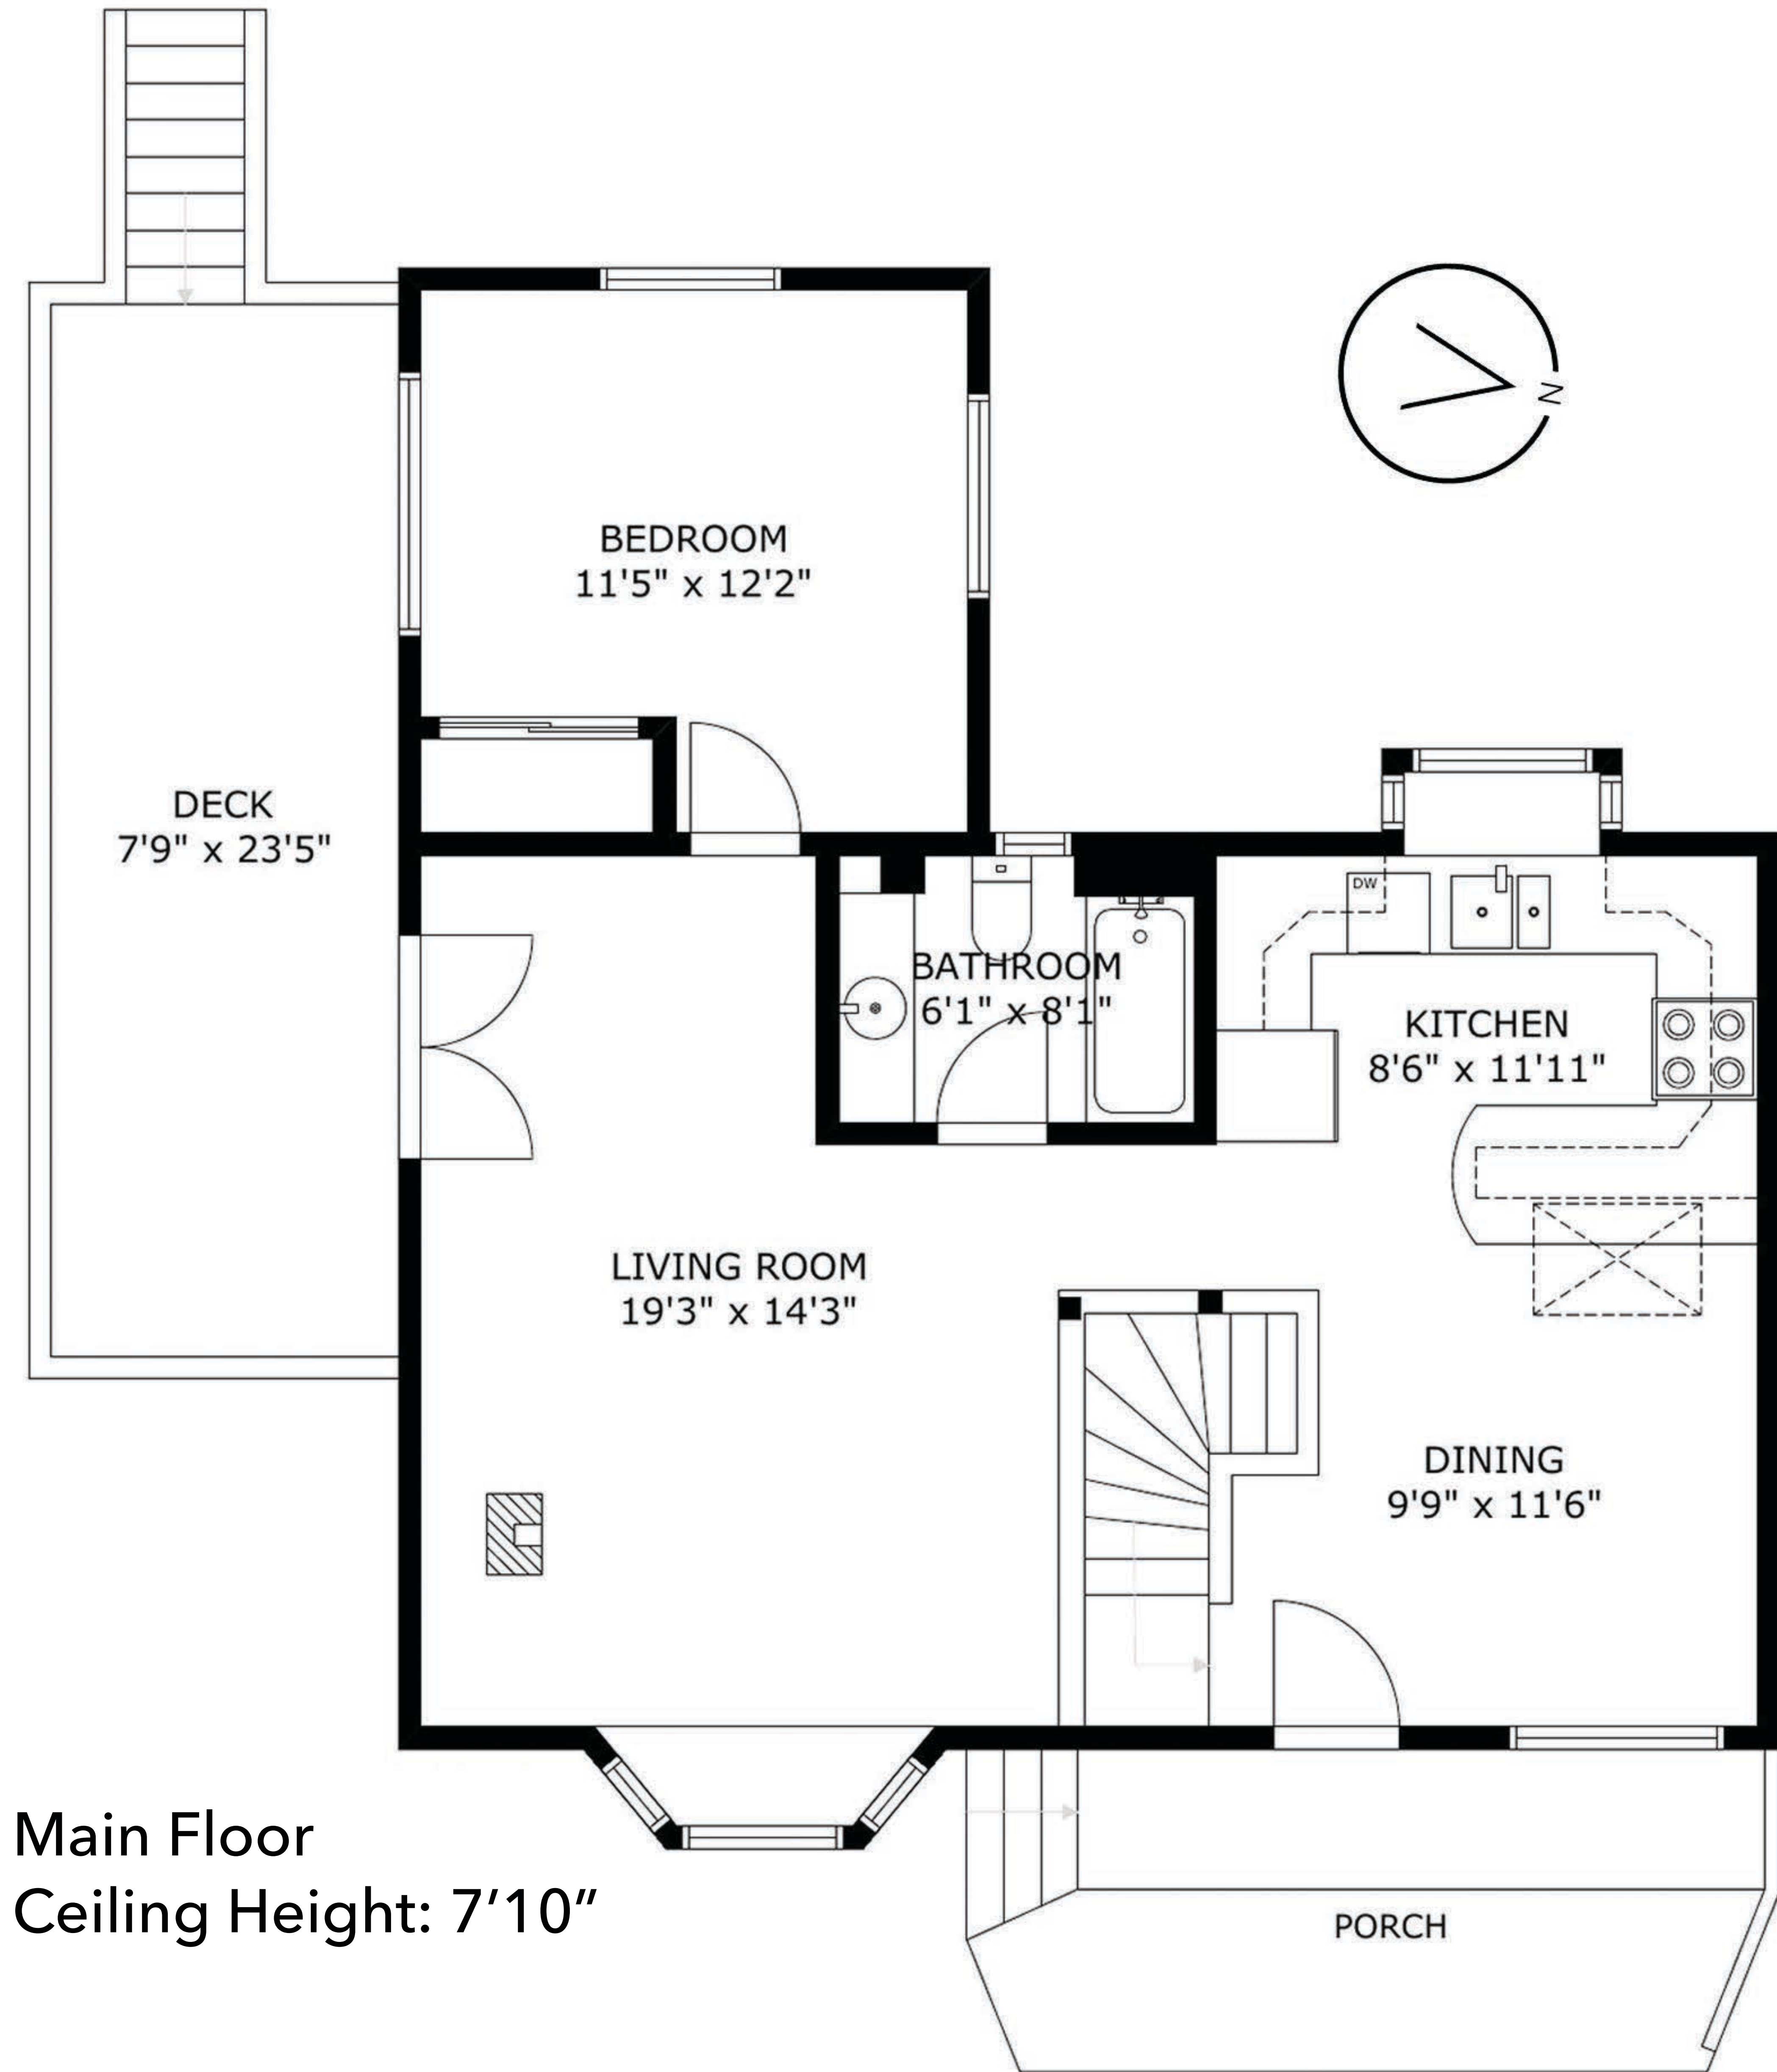 N
BEDROOM
11'5" x 12'2"
DECK
7'9" x 23'5"
DW
BATHROOM
6'1" x 8'1"
KITCHEN
8'6" x 11'11"
LIVING ROOM
19'3" x 14'3"
DINING
9'9" x 11'6"
Main Floor
Ceiling Height: 7’10”
PORCH